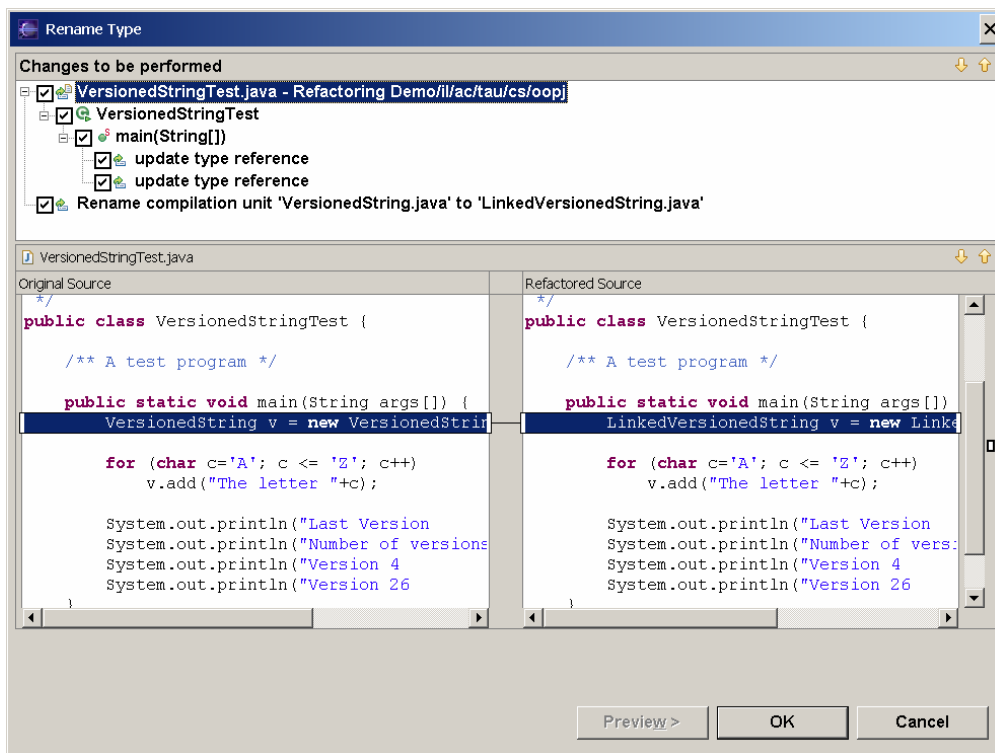 Rename Type
Changes to be performed
VersionedStringTest.java - Refactoring Demo/il/ac/tau/cs/oopj
VersionedStringTest
main(String[])
update type reference
update type reference
Rename compilation unit 'VersionedString.java' to 'LinkedVersionedString.java'
VersionedStringTest.java
Original Source
*/
public class VersionedStringTest {
/** A test program */
public static void main(String args[]) {
VersionedString v = new VersionedStrin
for (char c='A'; c <= 'Z'; c++)
v.add("The letter "+c);
System.out.println("Last Version
System.out.println("Number of versions
System.out.println("Version 4
System.out.println("Version 26
}
Refactored Source
*/
public class VersionedStringTest {
/** A test program */
public static void main(String args[])
LinkedVersionedString v = new Linke
for (char c='A'; c <= 'Z'; c++)
v.add("The letter "+c);
System.out.println("Last Version
System.out.println("Number of vers:
System.out.println("Version 4
System.out.println("Version 26
}
Preview >
OK
Cancel